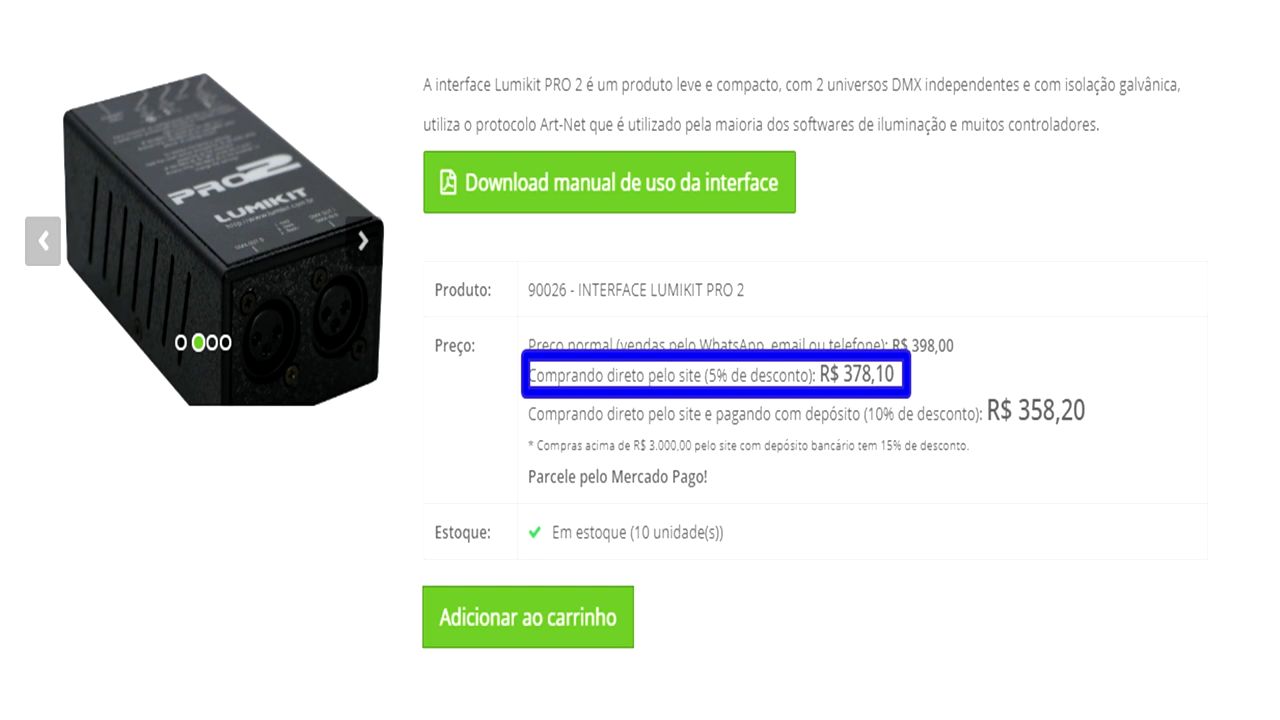 A interface Lumikit PRO 2 é um produto leve e compacto, com 2 universos DMX independentes e com isolação galvânica,
utiliza o protocolo Art-Net que é utilizado pela maioria dos softwares de iluminação e muitos controladores.
Download manual de uso da interface
PRO2
LUMIKIT
http://www.lumikit.com.br
Produto: 90026 - INTERFACE LUMIKIT PRO 2
Preço: Preço normal (vendas pelo WhatsApp, email ou telefone): R$ 398,00
Comprando direto pelo site (5% de desconto): R$ 378,10
Comprando direto pelo site e pagando com depósito (10% de desconto): R$ 358,20
* Compras acima de R$ 3.000,00 pelo site com depósito bancário tem 15% de desconto.
Parcele pelo Mercado Pago!
Estoque: Em estoque (10 unidade(s))
Adicionar ao carrinho